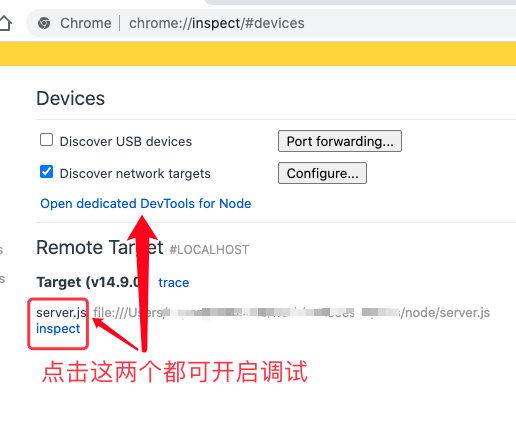 Chrome | chrome://inspect/#devices
Devices
Discover USB devices Port forwarding...
Discover network targets Configure...
Open dedicated DevTools for Node
Remote Target #LOCALHOST
Target (v14.9.0) trace
server.js file:///Users/ /node/server.js
inspect
点击这两个都可开启调试